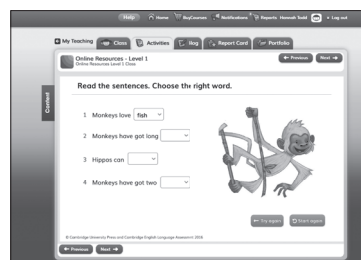 Help Home BuyCourses Notifications Reports Hannah Todd Log out
My Teaching Class Activities Blog Report Card Portfolio
Online Resources - Level 1
Online Resources Level 1 Class
Previous Next
Content
Read the sentences. Choose the right word.
1 Monkeys love fish
2 Monkeys have got long
3 Hippos can
4 Monkeys have got two
Try again Start again
© Cambridge University Press and Cambridge English Language Assessment 2016
Previous Next